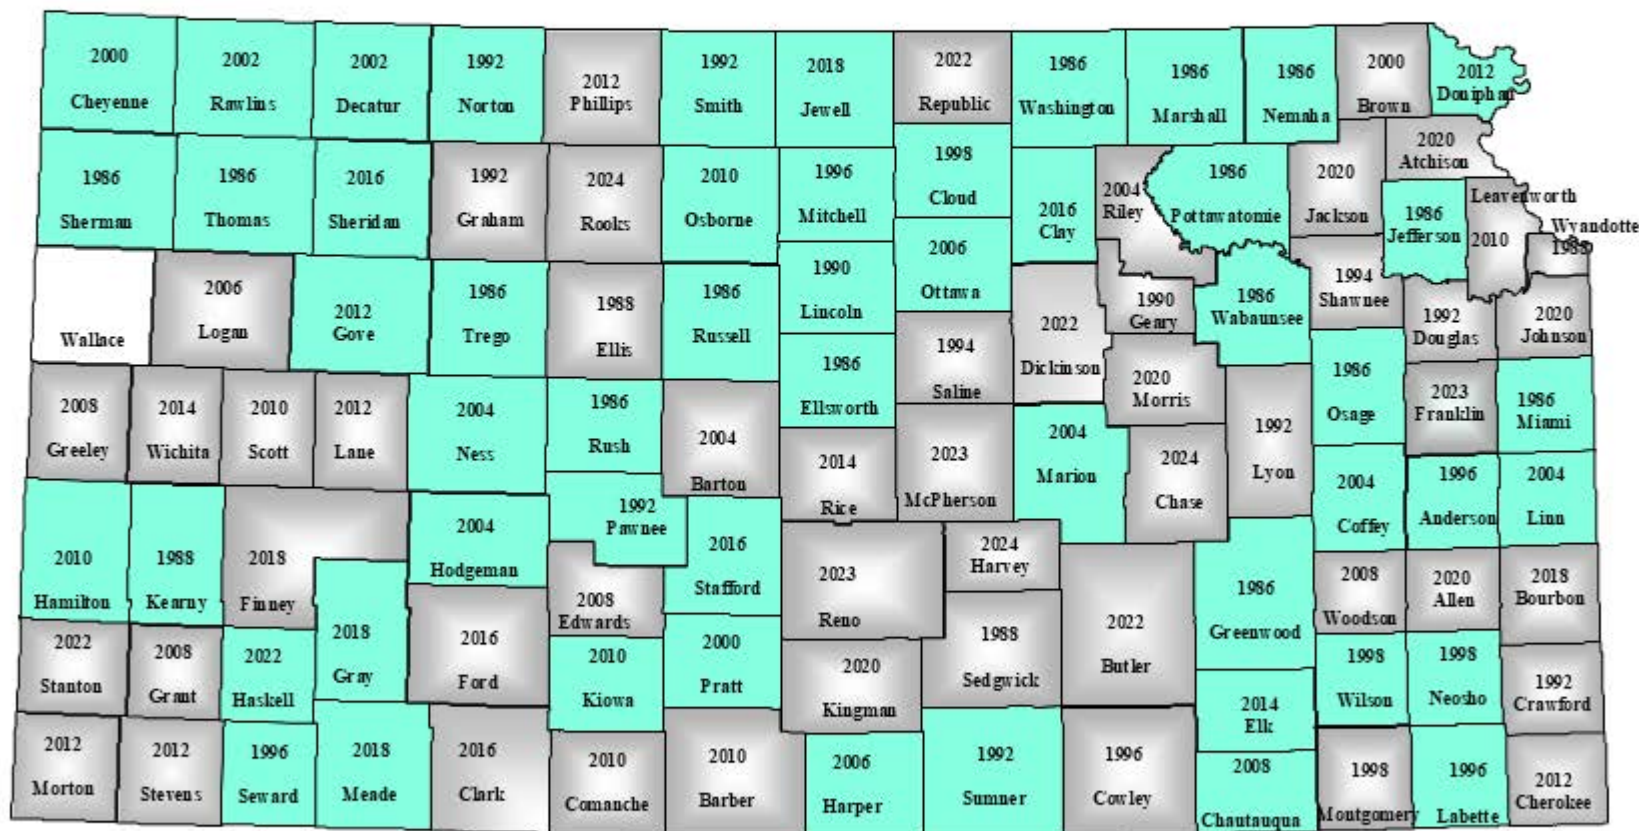 2000
Cheyenne
2002
Rawlins
2002
Decatur
1992
Norton
2012
Phillips
1992
Smith
2018
Jewell
2022
Republic
1986
Washington
1986
Marshall
1986
Nemaha
2000
Brown
2012
Doniphan
1986
Sherman
1986
Thomas
2016
Sheridan
1992
Graham
2024
Rooks
2010
Osborne
1996
Mitchell
1998
Cloud
2016
Clay
2004
Riley
1986
Pottawatomie
2020
Jackson
2020
Atchison
1986
Jefferson
Leavenworth
2010
Wyandotte
Wallace
2006
Logan
2012
Gove
1986
Trego
1988
Ellis
1986
Russell
1990
Lincoln
2006
Ottawa
2022
Dickinson
1990
Geary
1986
Wabaunsee
1994
Shawnee
1992
Douglas
2020
Johnson
1986
Ellsworth
1994
Saline
2020
Morris
1986
Osage
2023
Franklin
1986
Miami
2008
Greeley
2014
Wichita
2010
Scott
2012
Lane
2004
Ness
1986
Rush
2004
Barton
2014
Rice
2023
McPherson
2004
Marion
2024
Chase
1992
Lyon
2004
Coffey
1996
Anderson
2004
Linn
2010
Hamilton
1988
Kearny
2018
Finney
2004
Hodgeman
1992
Pawnee
2016
Stafford
2023
Reno
2024
Harvey
2022
Butler
1986
Greenwood
2008
Woodson
2020
Allen
2018
Bourbon
2018
Gray
2016
Ford
2008
Edwards
2022
Stanton
2008
Grant
2022
Haskell
2010
Kiowa
2000
Pratt
2020
Kingman
1988
Sedgwick
1998
Wilson
1998
Neosho
1992
Crawford
2014
Elk
2012
Morton
2012
Stevens
1996
Seward
2018
Meade
2016
Clark
2010
Comanche
2010
Barber
2006
Harper
1992
Sumner
1996
Cowley
2008
Chautauqua
1998
Montgomery
1996
Labette
2012
Cherokee